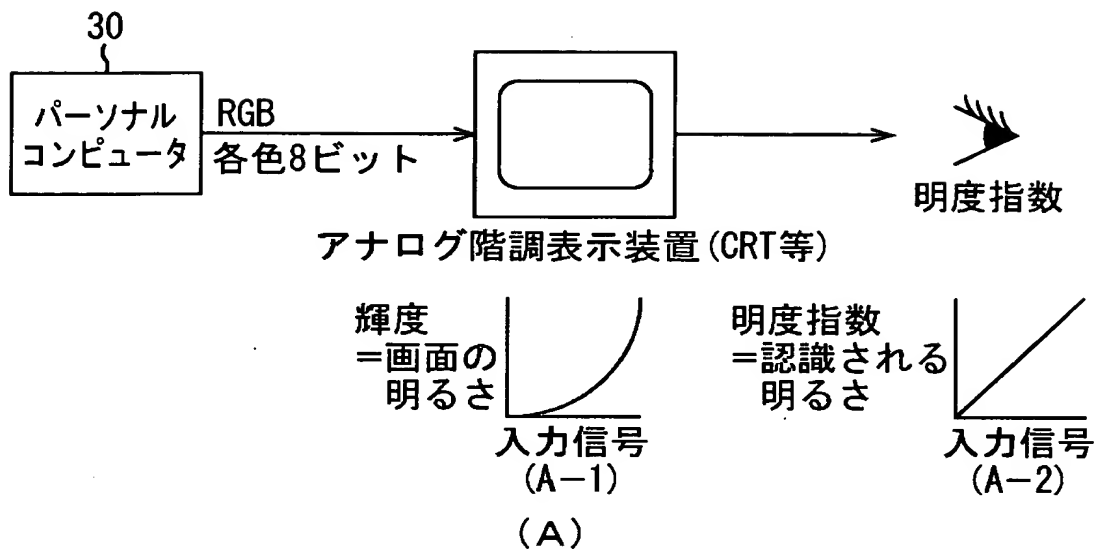 30
パーソナル
コンピュータ
RGB
各色8ビット
明度指数
アナログ階調表示装置(CRT等)
輝度
=画面の
明るさ
入力信号
(A-1)
明度指数
=認識される
明るさ
入力信号
(A-2)
(A)